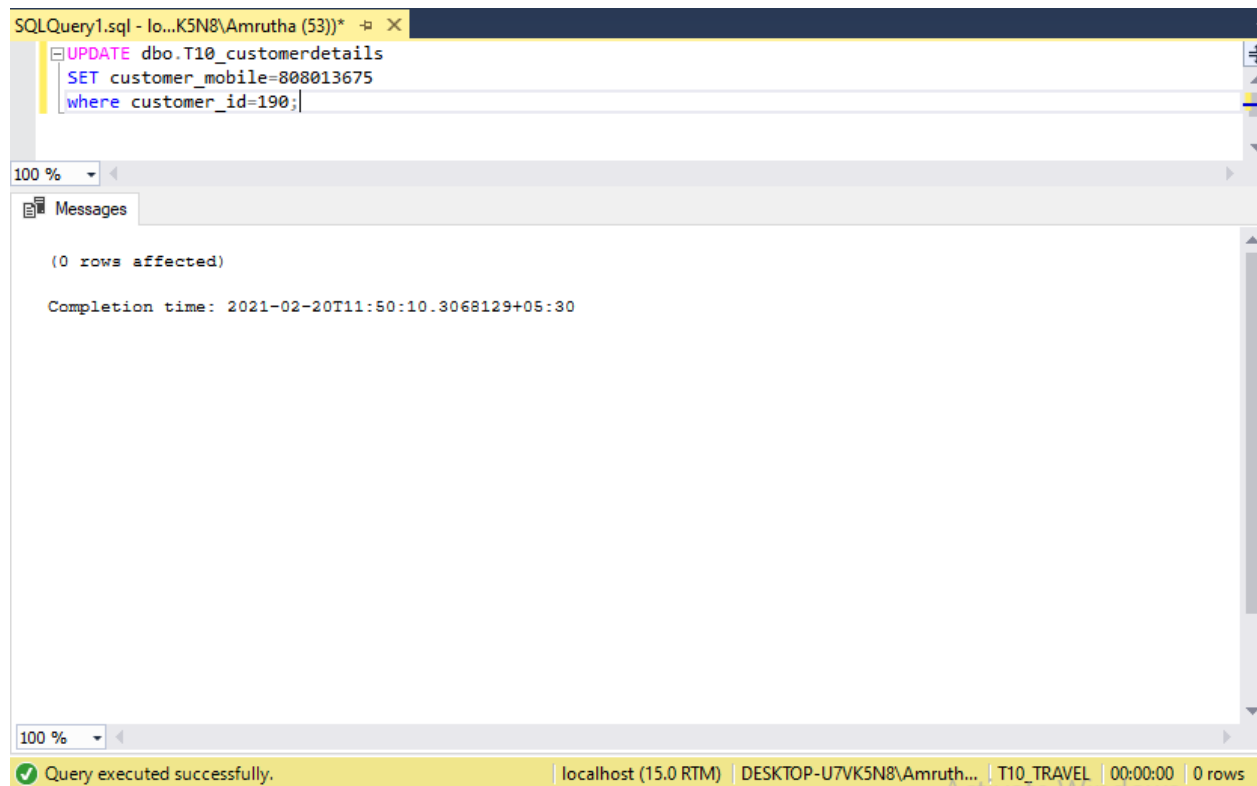 SQLQuery1.sql - lo...K5N8\Amrutha (53))*
UPDATE dbo.T10_customerdetails
SET customer_mobile=808013675
where customer_id=190;
100 %
Messages
(0 rows affected)
Completion time: 2021-02-20T11:50:10.3068129+05:30
100 %
Query executed successfully.
localhost (15.0 RTM)
DESKTOP-U7VK5N8\Amruth...
T10_TRAVEL
00:00:00
0 rows